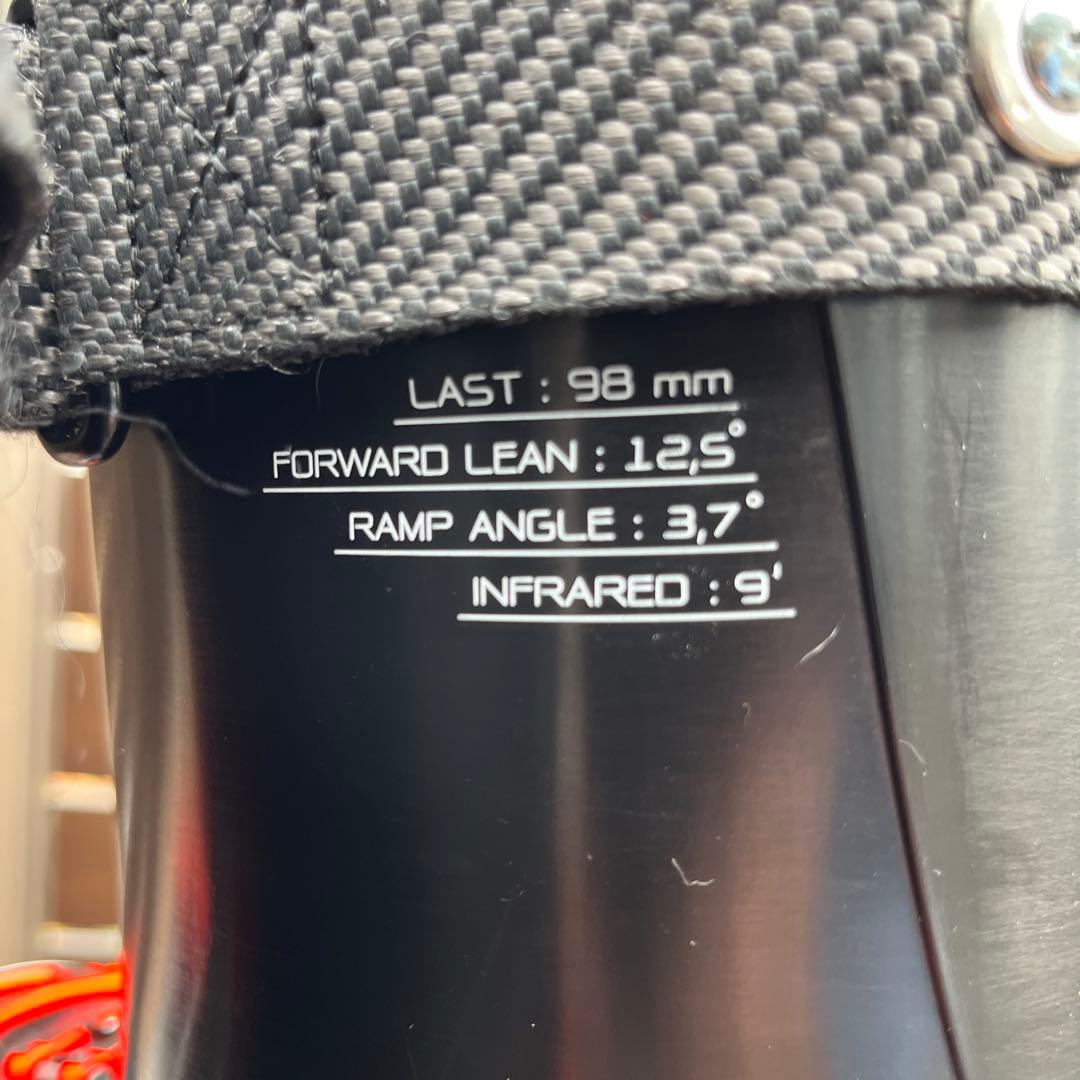 LAST : 98 mm
FORWARD LEAN : 12,5°
RAMP ANGLE : 3,7°
INFRARED : 9'